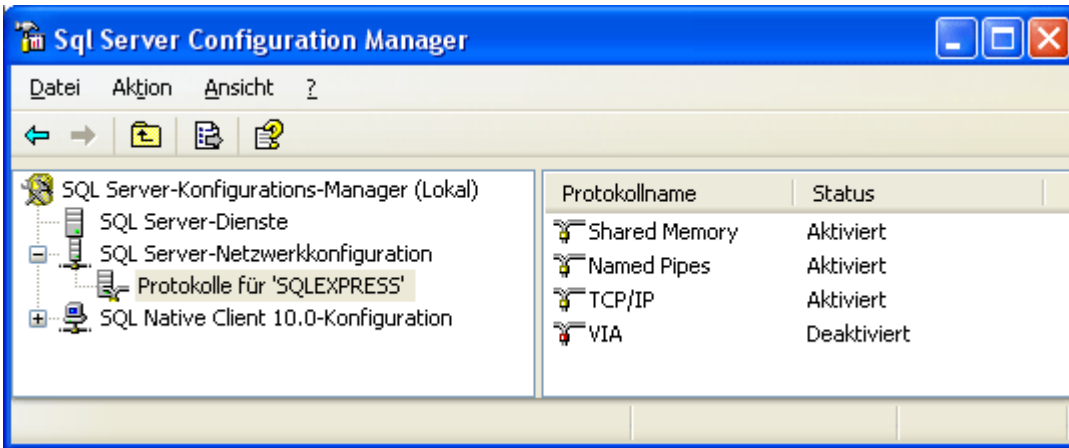 Sql Server Configuration Manager
Datei Aktion Ansicht ?
SQL Server-Konfigurations-Manager (Lokal)
SQL Server-Dienste
SQL Server-Netzwerkkonfiguration
Protokolle für 'SQLEXPRESS'
SQL Native Client 10.0-Konfiguration
Protokollname Status
Shared Memory Aktiviert
Named Pipes Aktiviert
TCP/IP Aktiviert
VIA Deaktiviert